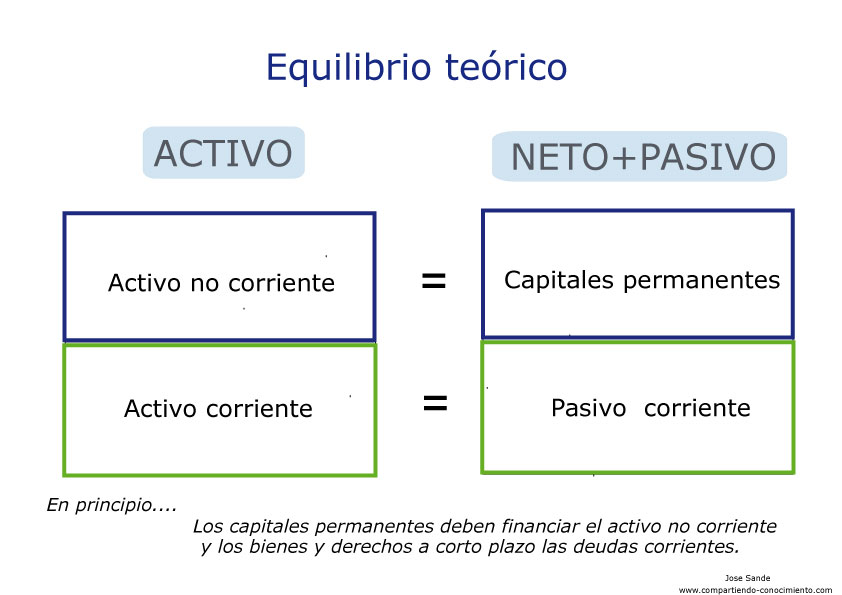 Equilibrio teórico
ACTIVO
NETO+PASIVO
Activo no corriente
=
Capitales permanentes
Activo corriente
=
Pasivo corriente
En principio....
Los capitales permanentes deben financiar el activo no corriente
y los bienes y derechos a corto plazo las deudas corrientes.
Jose Sande
www.compartiendo-conocimiento.com